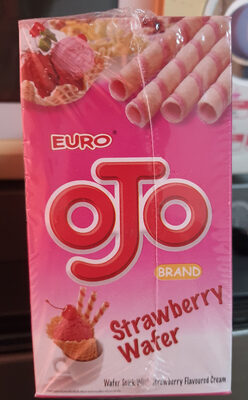 EURO®
OJO
BRAND
Strawberry
Wafer
Wafer Stick With Strawberry Flavoured Cream